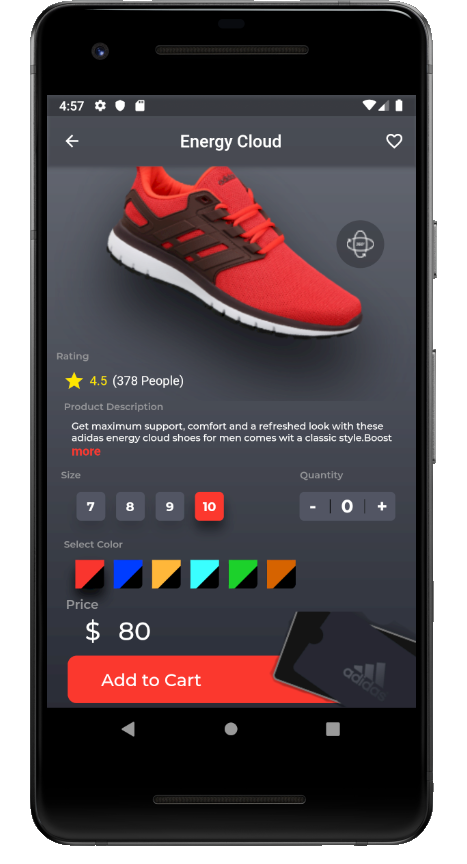 4:57
Energy Cloud
adidas
360°
Rating
4.5 (378 People)
Product Description
Get maximum support, comfort and a refreshed look with these
adidas energy cloud shoes for men comes wit a classic style.Boost
more
Size
Quantity
7 8 9 10
- 0 +
Select Color
Price
$ 80
Add to Cart
adidas